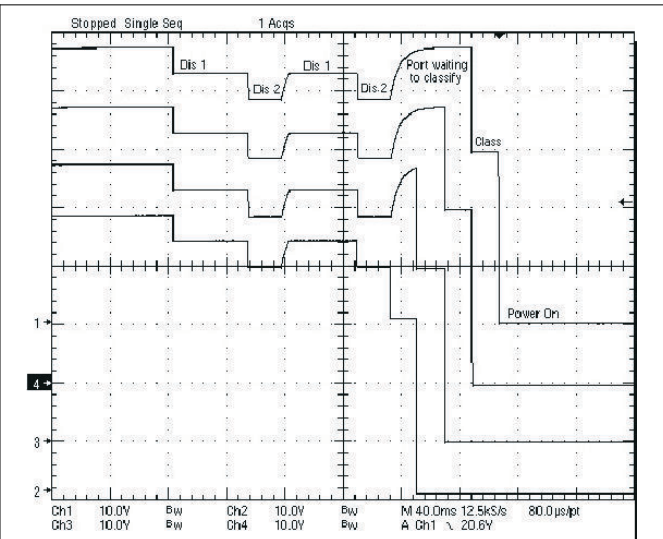 Stopped Single Seq 1 Acqs
Dis 1 Dis 1 Port waiting
to classify
Dis 2 Dis.2
Class
1 Power On
4
3
2
Ch1 10.0V Bw Ch2 10.0V Bw M 40.0ms 12.5kS/s 80.0µs/pt
Ch3 10.0V Bw Ch4 10.0V Bw A Ch1 \ 20.6V